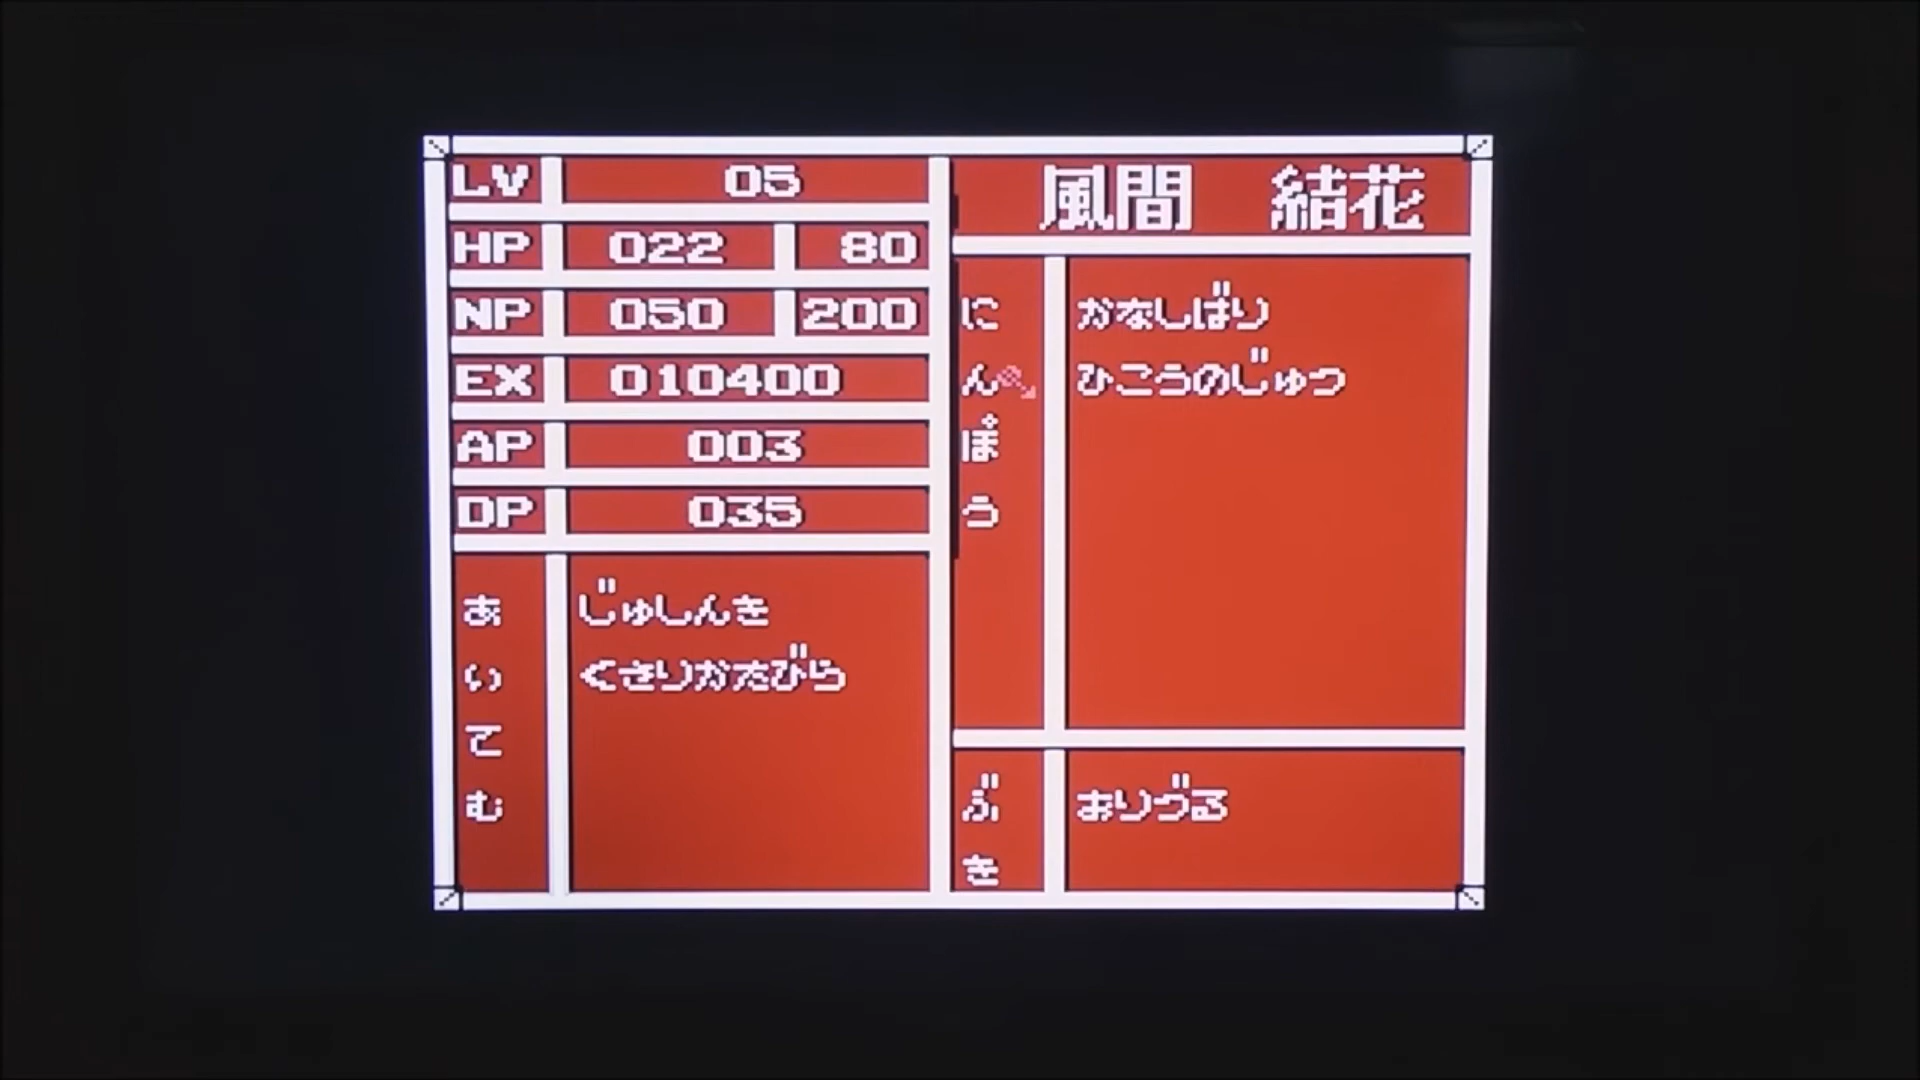 LV 05
HP 022 80
NP 050 200
EX 010400
AP 003
DP 035
あいてむ
じゅしんき
くさりかたびら
風間 結花
にんぽう
かなしばり
ひこうのじゅつ
ぶき
おりづる